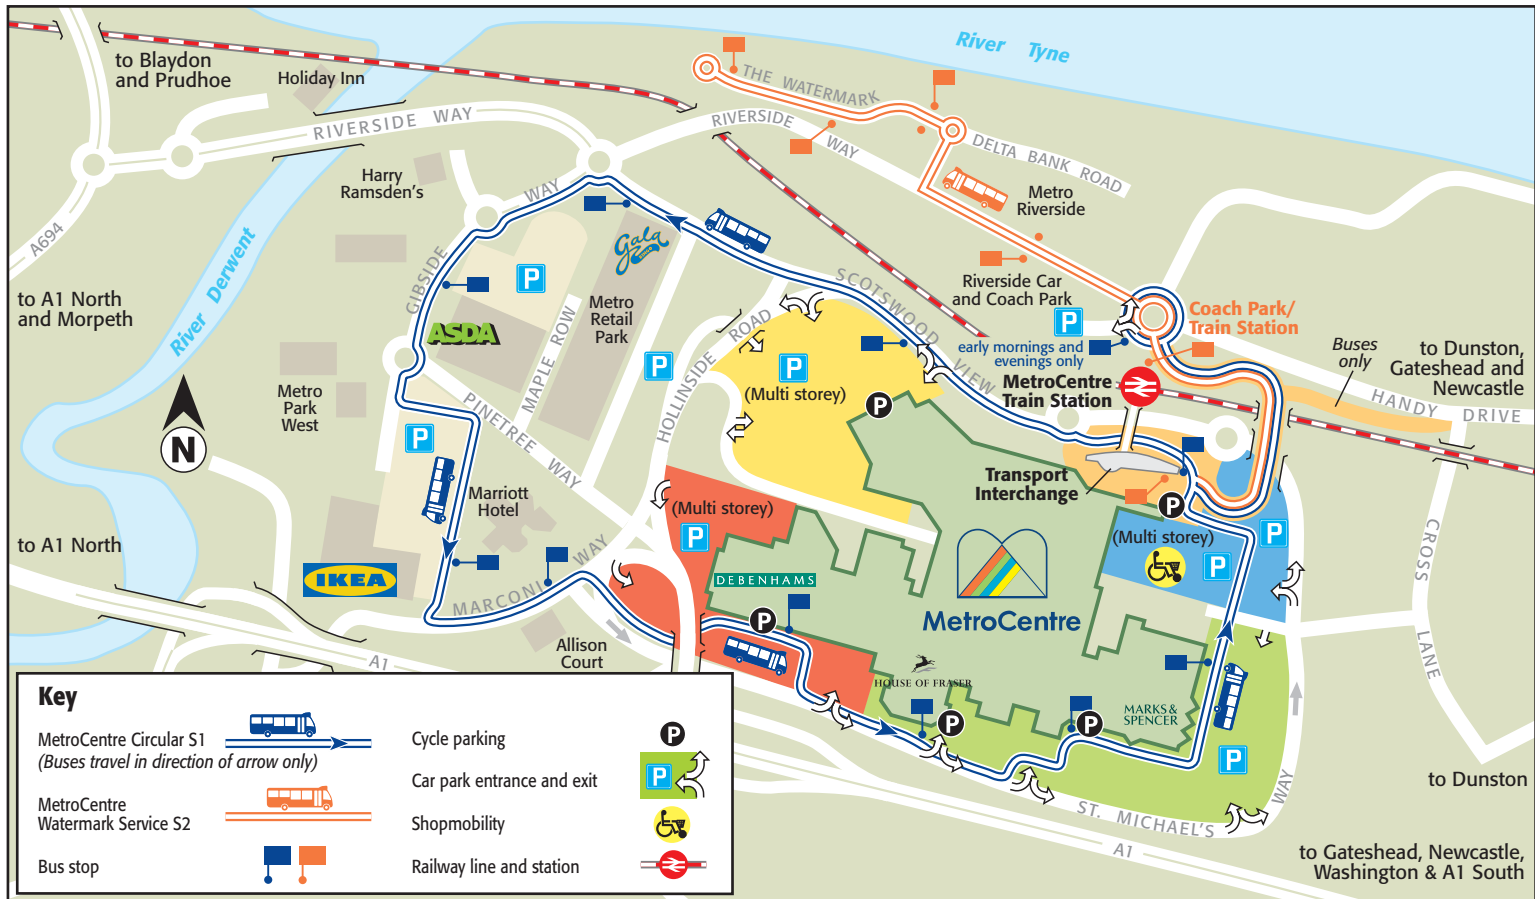 River Tyne
to Blaydon
and Prudhoe
Holiday Inn
THE WATERMARK
RIVERSIDE WAY
RIVERSIDE WAY
DELTA BANK ROAD
Harry
Ramsden's
WAY
Metro
Riverside
A694
Gala
River Derwent
GIBSIDE
P
SCOTSWOOD VIEW
Riverside Car
and Coach Park
to A1 North
and Morpeth
Metro
Retail
Park
HOLLINSIDE ROAD
P
Coach Park/
Train Station
ASDA
MAPLE ROW
early mornings and
evenings only
Buses
only
to Dunston,
Gateshead and
Newcastle
P
P
(Multi storey)
MetroCentre
Train Station
Metro
Park
West
PINETREE WAY
P
HANDY DRIVE
N
P
Transport
Interchange
Marriott
Hotel
(Multi storey)
P
P
to A1 North
P
(Multi storey)
P
CROSS LANE
IKEA
MARCONI WAY
DEBENHAMS
MetroCentre
P
Allison
Court
A1
HOUSE OF FRASER
MARKS &
SPENCER
P
P
P
ST. MICHAEL'S WAY
to Dunston
A1
to Gateshead, Newcastle,
Washington & A1 South
Key
MetroCentre Circular S1
(Buses travel in direction of arrow only)
MetroCentre
Watermark Service S2
Bus stop
Cycle parking
P
Car park entrance and exit
P
Shopmobility
Railway line and station